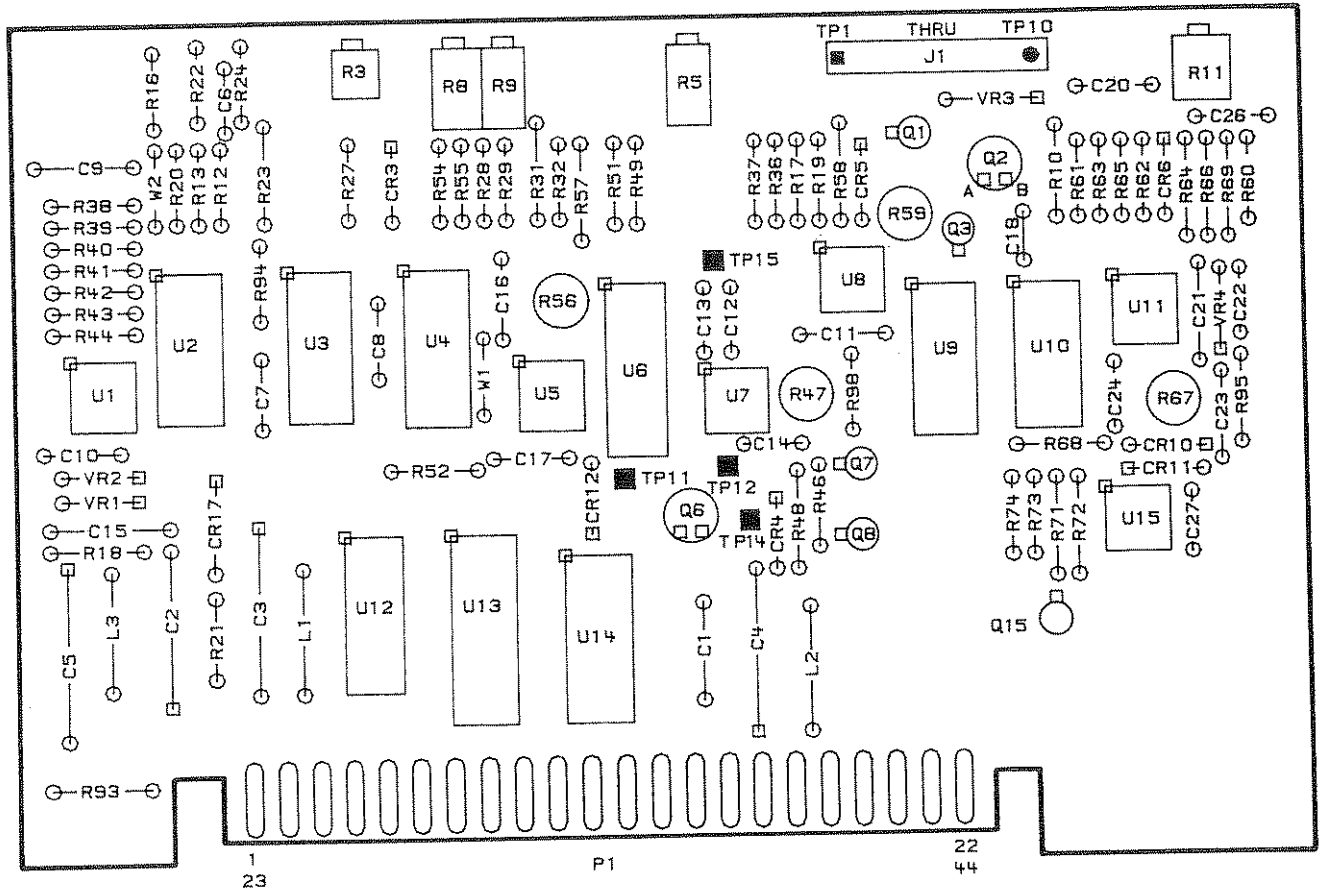 TP1 THRU TP10
J1
R16
R22
C6
R24
R3
R8
R9
R5
R11
VR3
C20
C26
Q1
Q2
A
B
C9
W2
R20
R13
R12
R23
R27
CR3
R54
R55
R28
R29
R31
R32
R57
R51
R49
R37
R36
R17
R19
R58
CR5
R59
Q3
C18
R10
R61
R63
R65
R62
CR6
R64
R66
R69
R60
R38
R39
R40
R41
R42
R43
R44
R94
C16
R56
TP15
C13
C12
U8
C11
U2
U3
C8
U4
W1
U6
U9
U10
U11
C21
VR4
C22
U1
C7
U5
U7
R47
R98
C24
R67
C23
R95
C10
VR2
VR1
R52
C17
CR12
TP11
C14
TP12
R46
Q7
R68
CR10
CR11
C15
R18
CR17
Q6
TP14
CR4
R48
Q8
R74
R73
R71
R72
U15
C27
C5
L3
C2
R21
C3
L1
U12
U13
U14
C1
C4
L2
Q15
R93
1
23
P1
22
44